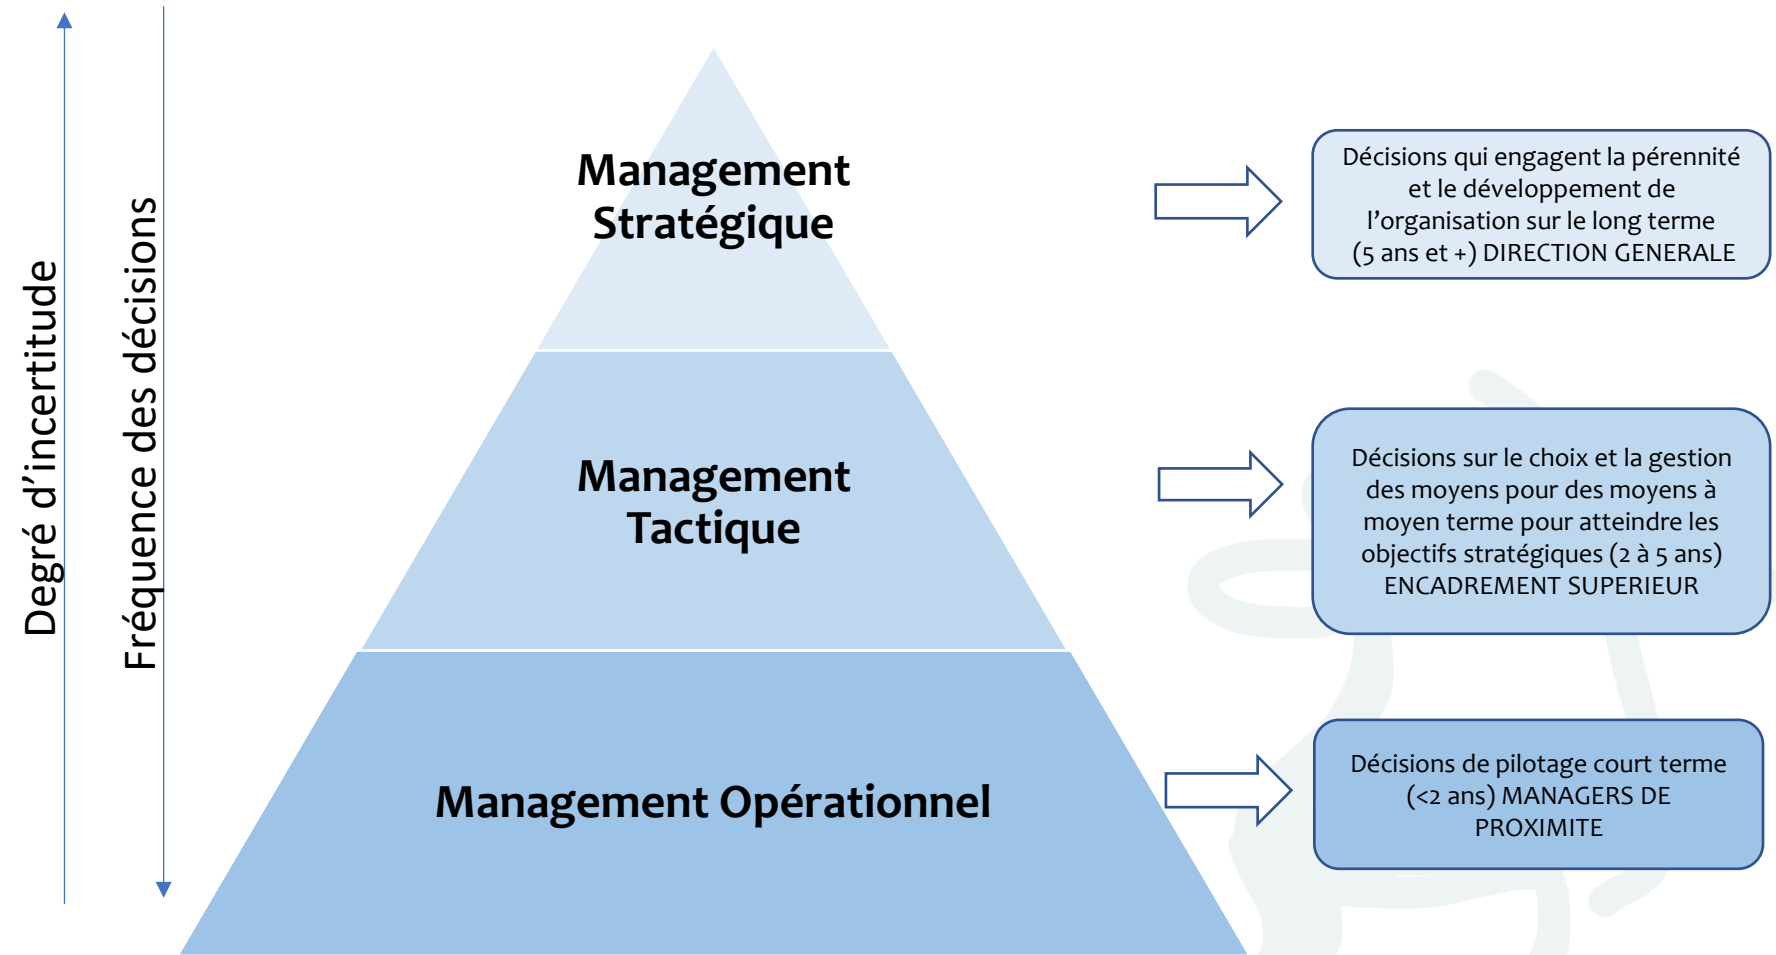 Degré d'incertitude
Fréquence des décisions
Management
Stratégique
Décisions qui engagent la pérennité
et le développement de
l'organisation sur le long terme
(5 ans et +) DIRECTION GENERALE
Management
Tactique
Décisions sur le choix et la gestion
des moyens pour des moyens à
moyen terme pour atteindre les
objectifs stratégiques (2 à 5 ans)
ENCADREMENT SUPERIEUR
Management Opérationnel
Décisions de pilotage court terme
(<2 ans) MANAGERS DE
PROXIMITE